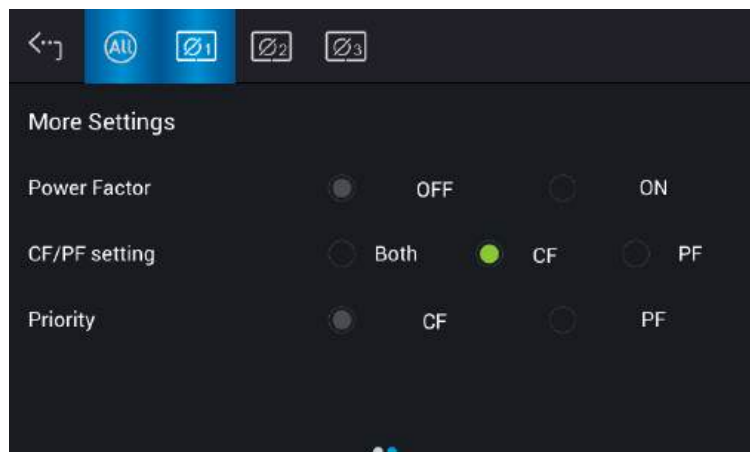 All Ø1 Ø2 Ø3
More Settings
Power Factor OFF ON
CF/PF setting Both CF PF
Priority CF PF